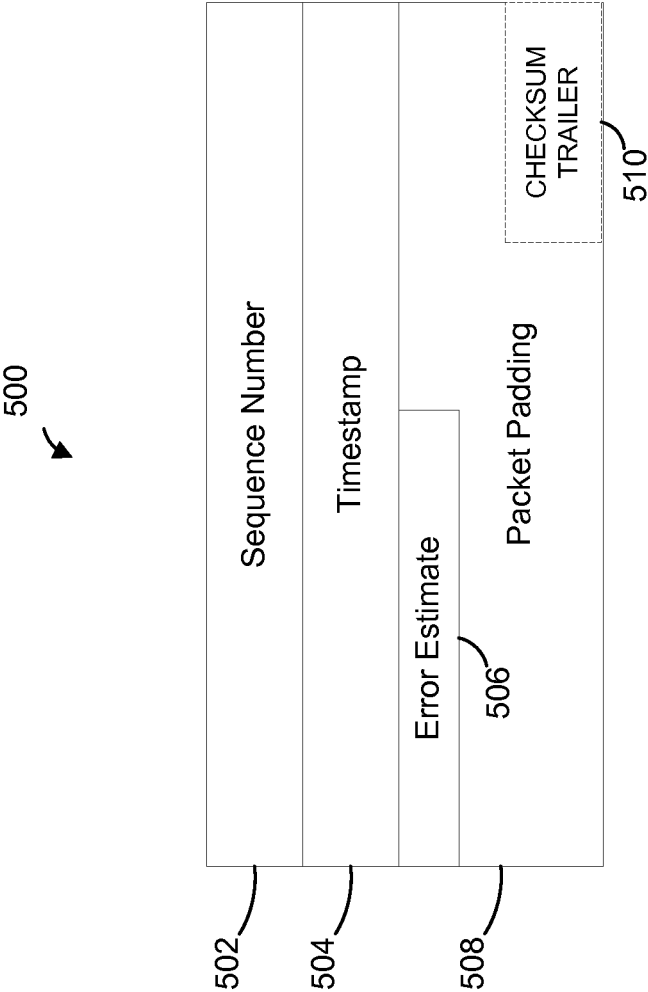 500
502
Sequence Number
504
Timestamp
Error Estimate
506
508
Packet Padding
CHECKSUM
TRAILER
510